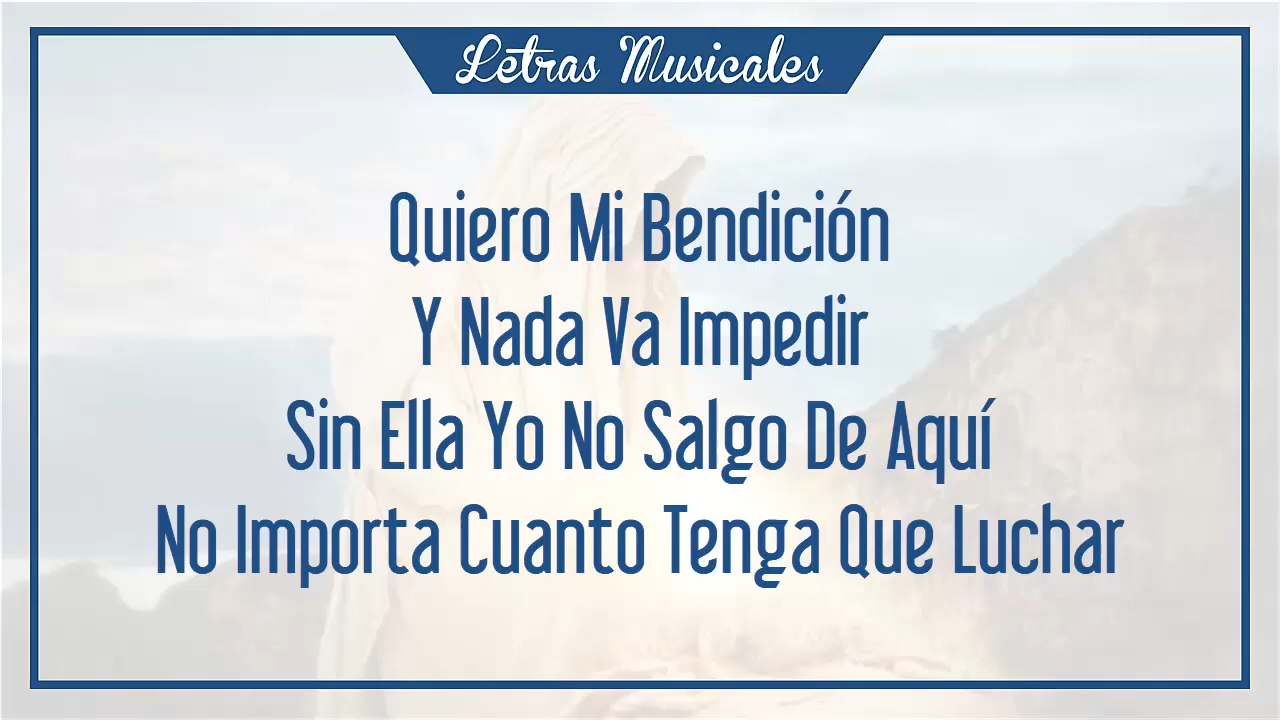 Letras Musicales
Quiero Mi Bendición
Y Nada Va Impedir
Sin Ella Yo No Salgo De Aquí
No Importa Cuanto Tenga Que Luchar